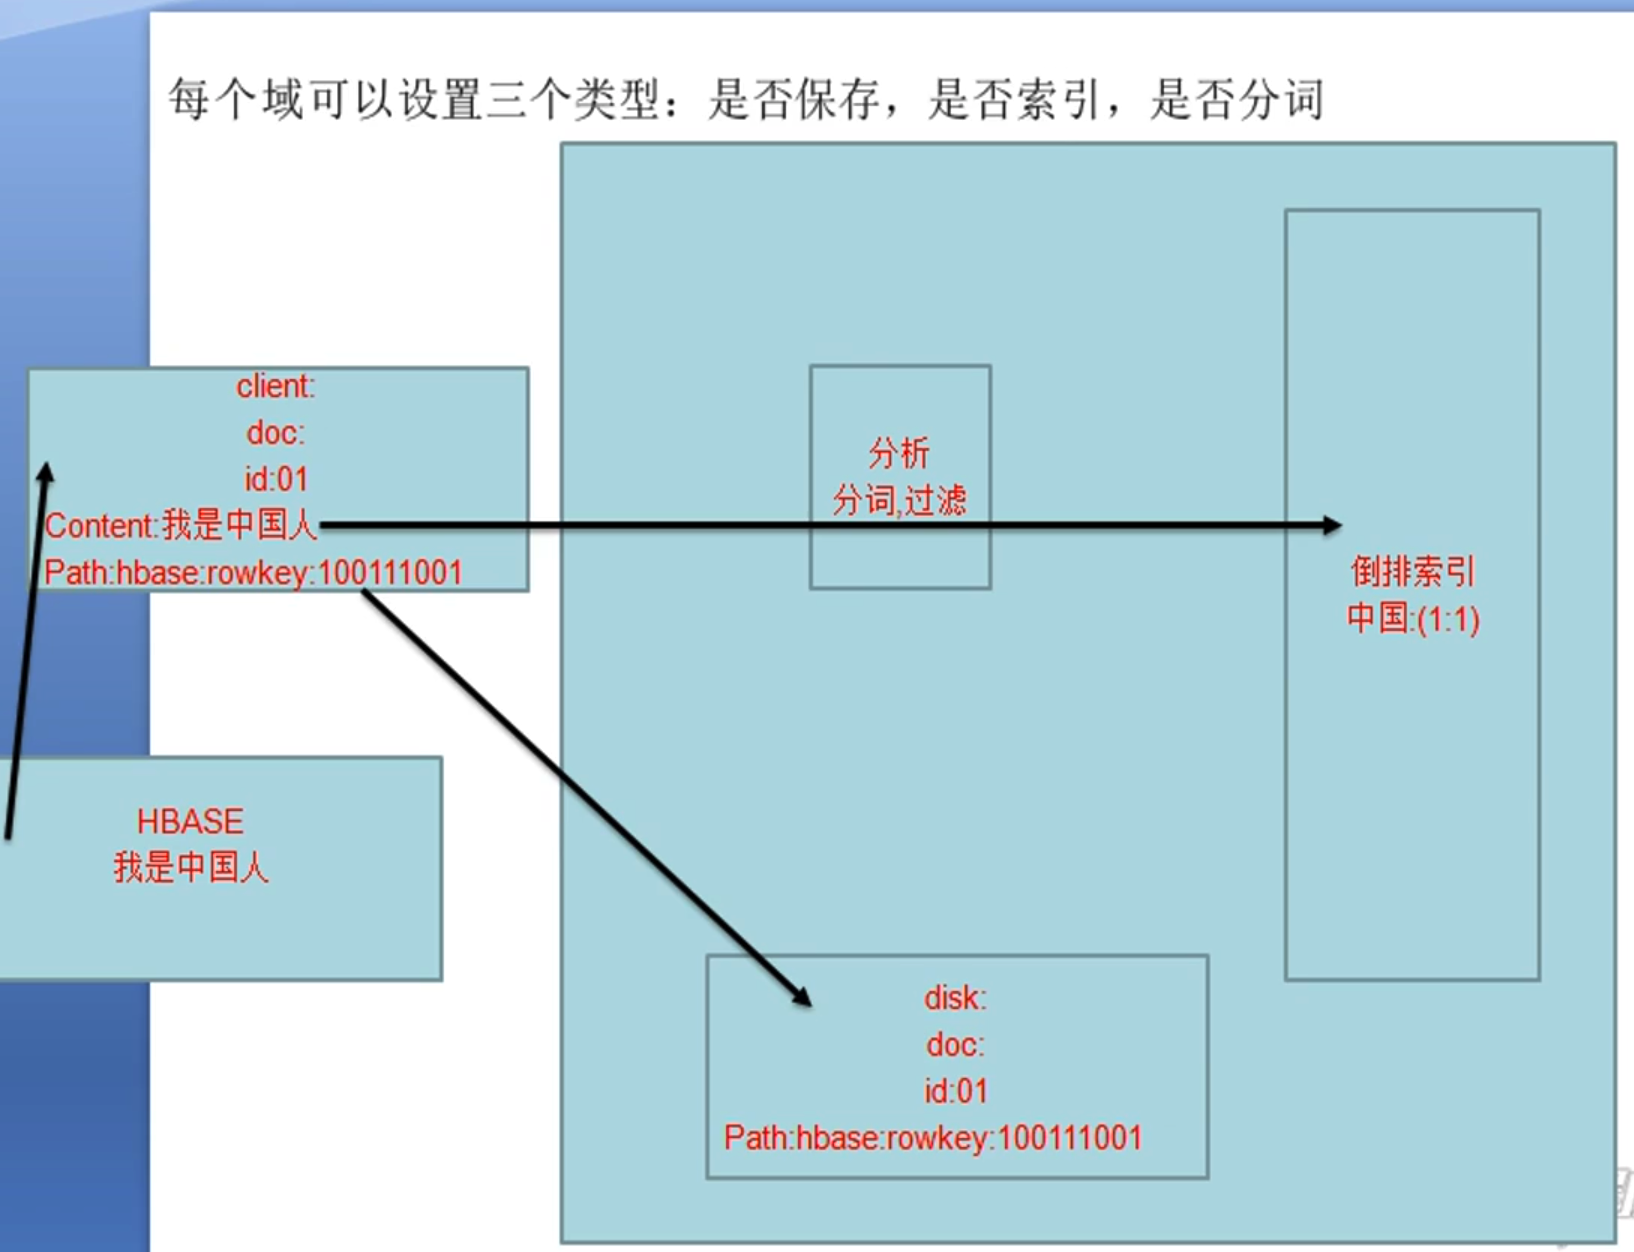 每个域可以设置三个类型：是否保存，是否索引，是否分词
client:
doc:
id:01
Content:我是中国人
Path:hbase:rowkey:100111001
分析
分词,过滤
倒排索引
中国:(1:1)
HBASE
我是中国人
disk:
doc:
id:01
Path:hbase:rowkey:100111001